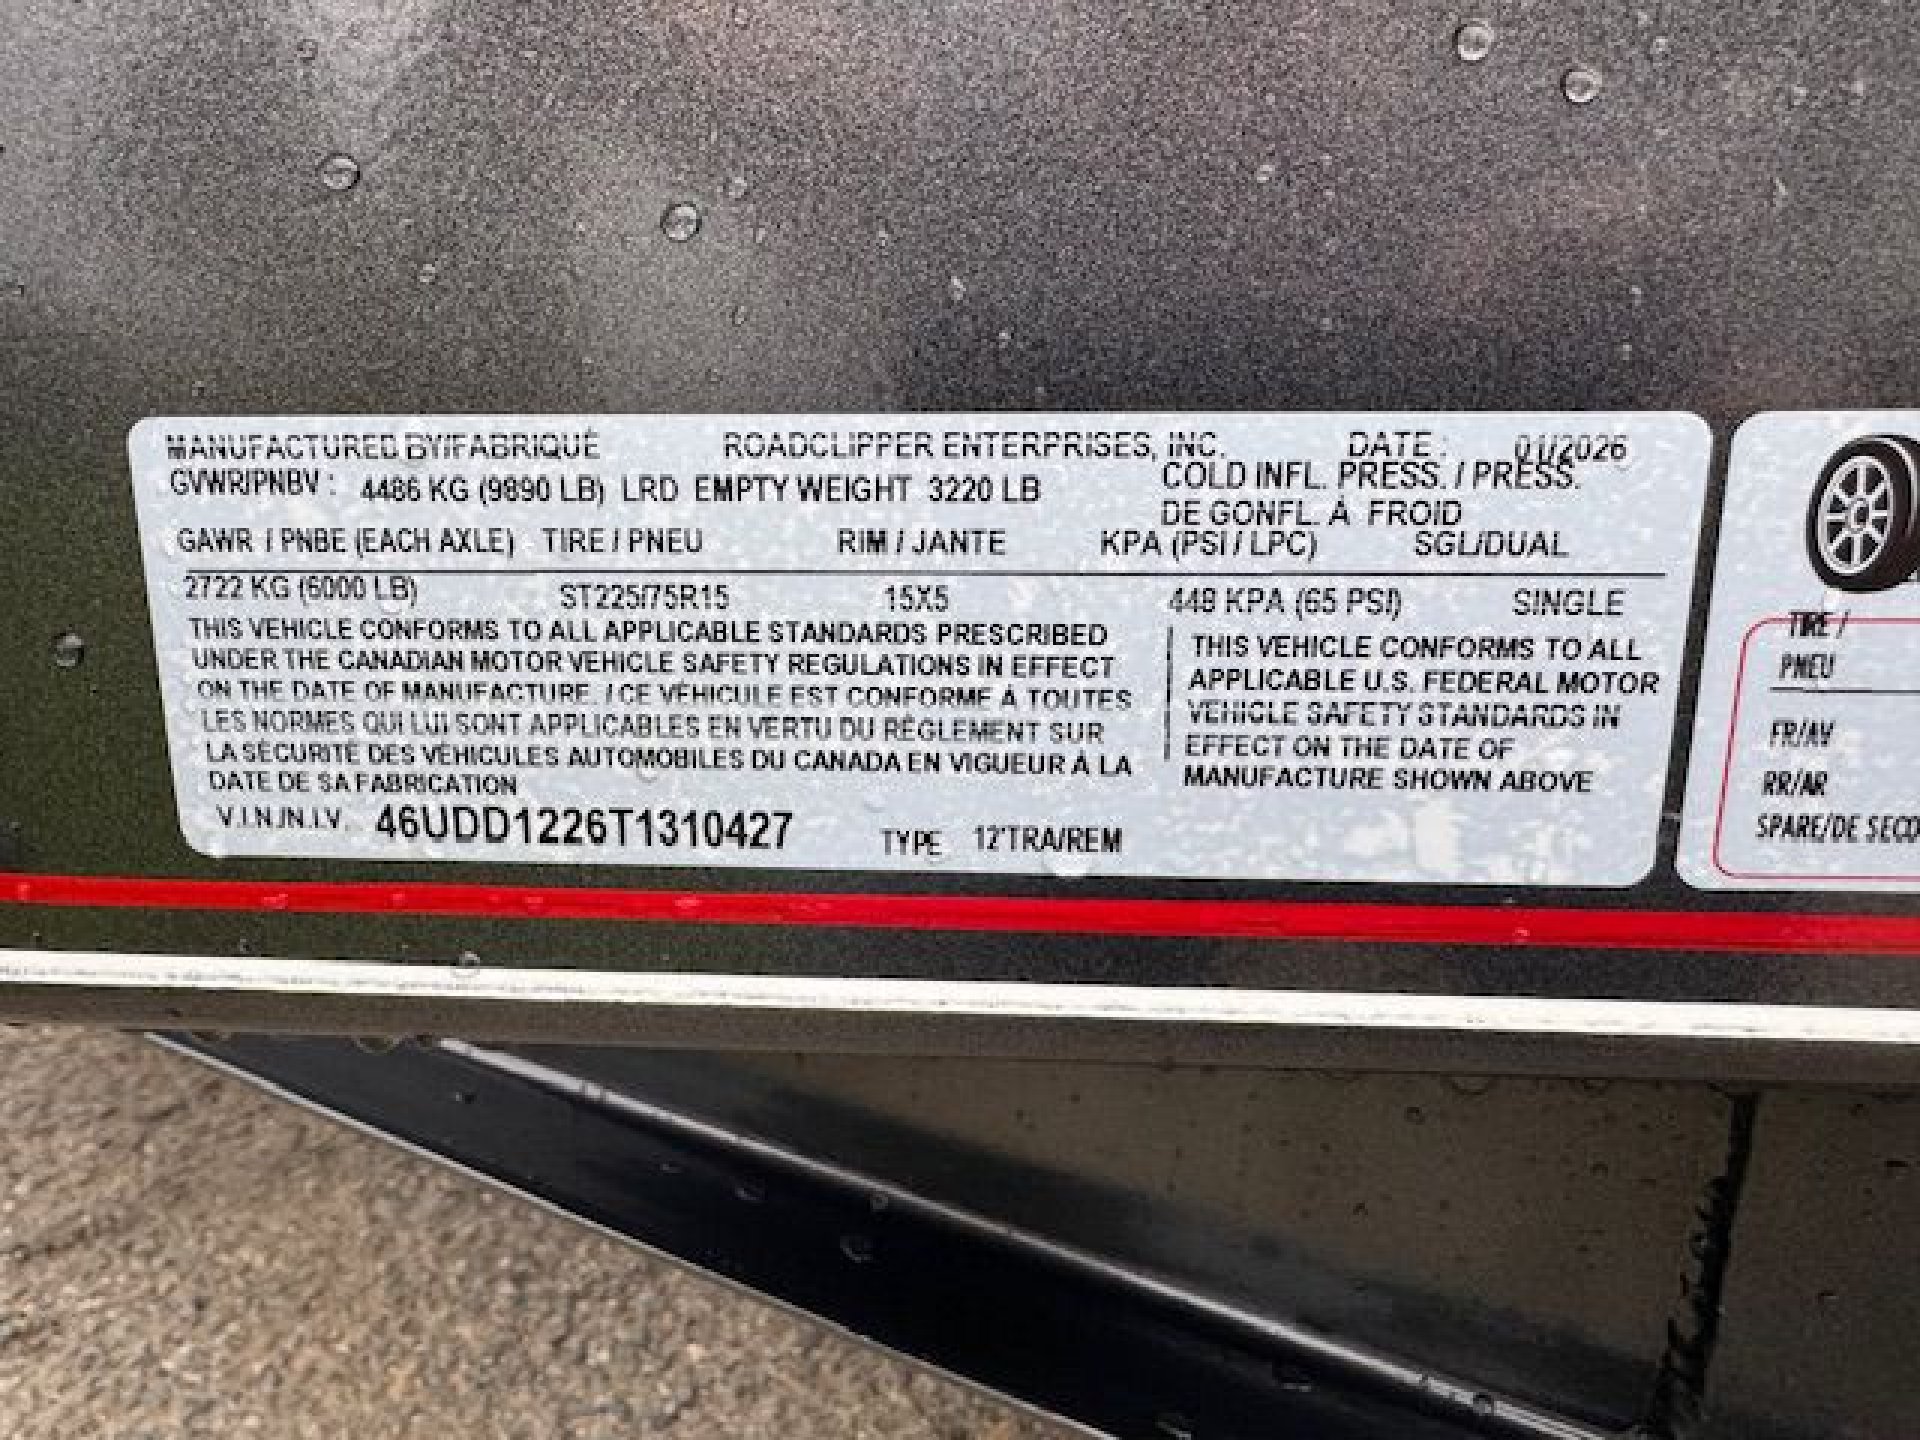 MANUFACTURED BY/FABRIQUÉ ROADCLIPPER ENTERPRISES, INC. DATE : 01/2026
GVWR/PNBV : 4486 KG (9890 LB) LRD EMPTY WEIGHT 3220 LB COLD INFL. PRESS. / PRESS.
DE GONFL. À FROID
GAWR / PNBE (EACH AXLE) TIRE / PNEU RIM / JANTE KPA (PSI / LPC) SGL/DUAL
2722 KG (6000 LB) ST225/75R15 15X5 448 KPA (65 PSI) SINGLE
THIS VEHICLE CONFORMS TO ALL APPLICABLE STANDARDS PRESCRIBED
UNDER THE CANADIAN MOTOR VEHICLE SAFETY REGULATIONS IN EFFECT
ON THE DATE OF MANUFACTURE. / CE VÉHICULE EST CONFORME À TOUTES
LES NORMES QUI LUI SONT APPLICABLES EN VERTU DU RÈGLEMENT SUR
LA SÉCURITÉ DES VÉHICULES AUTOMOBILES DU CANADA EN VIGUEUR À LA
DATE DE SA FABRICATION
THIS VEHICLE CONFORMS TO ALL
APPLICABLE U.S. FEDERAL MOTOR
VEHICLE SAFETY STANDARDS IN
EFFECT ON THE DATE OF
MANUFACTURE SHOWN ABOVE
V.I.N./N.I.V. 46UDD1226T1310427 TYPE 12'TRA/REM
TIRE /
PNEU
FR/AV
RR/AR
SPARE/DE SECO